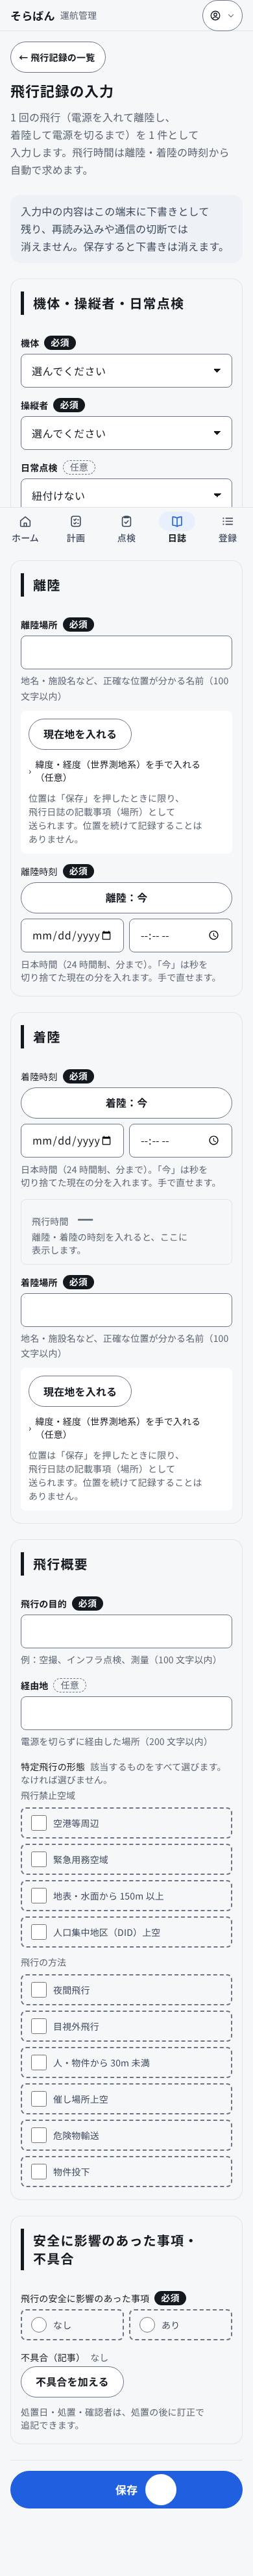 そらばん 運航管理
← 飛行記録の一覧
飛行記録の入力
1 回の飛行（電源を入れて離陸し、
着陸して電源を切るまで）を 1 件として
入力します。飛行時間は離陸・着陸の時刻から
自動で求めます。
入力中の内容はこの端末に下書きとして
残り、再読み込みや通信の切断では
消えません。保存すると下書きは消えます。
機体・操縦者・日常点検
機体 必須
選んでください
操縦者 必須
選んでください
日常点検 任意
紐付けない
ホーム 計画 点検 日誌 登録
離陸
離陸場所 必須
地名・施設名など、正確な位置が分かる名前（100
文字以内）
現在地を入れる
› 緯度・経度（世界測地系）を手で入れる
（任意）
位置は「保存」を押したときに限り、
飛行日誌の記載事項（場所）として
送られます。位置を続けて記録することは
ありません。
離陸時刻 必須
離陸：今
mm/dd/yyyy --:-- --
日本時間（24 時間制、分まで）。「今」は秒を
切り捨てた現在の分を入れます。手で直せます。
着陸
着陸時刻 必須
着陸：今
mm/dd/yyyy --:-- --
日本時間（24 時間制、分まで）。「今」は秒を
切り捨てた現在の分を入れます。手で直せます。
飛行時間 —
離陸・着陸の時刻を入れると、ここに
表示します。
着陸場所 必須
地名・施設名など、正確な位置が分かる名前（100
文字以内）
現在地を入れる
› 緯度・経度（世界測地系）を手で入れる
（任意）
位置は「保存」を押したときに限り、
飛行日誌の記載事項（場所）として
送られます。位置を続けて記録することは
ありません。
飛行概要
飛行の目的 必須
例：空撮、インフラ点検、測量（100 文字以内）
経由地 任意
電源を切らずに経由した場所（200 文字以内）
特定飛行の形態 該当するものをすべて選びます。
なければ選びません。
飛行禁止空域
空港等周辺
緊急用務空域
地表・水面から 150m 以上
人口集中地区（DID）上空
飛行の方法
夜間飛行
目視外飛行
人・物件から 30m 未満
催し場所上空
危険物輸送
物件投下
安全に影響のあった事項・
不具合
飛行の安全に影響のあった事項 必須
なし あり
不具合（記事） なし
不具合を加える
処置日・処置・確認者は、処置の後に訂正で
追記できます。
保存